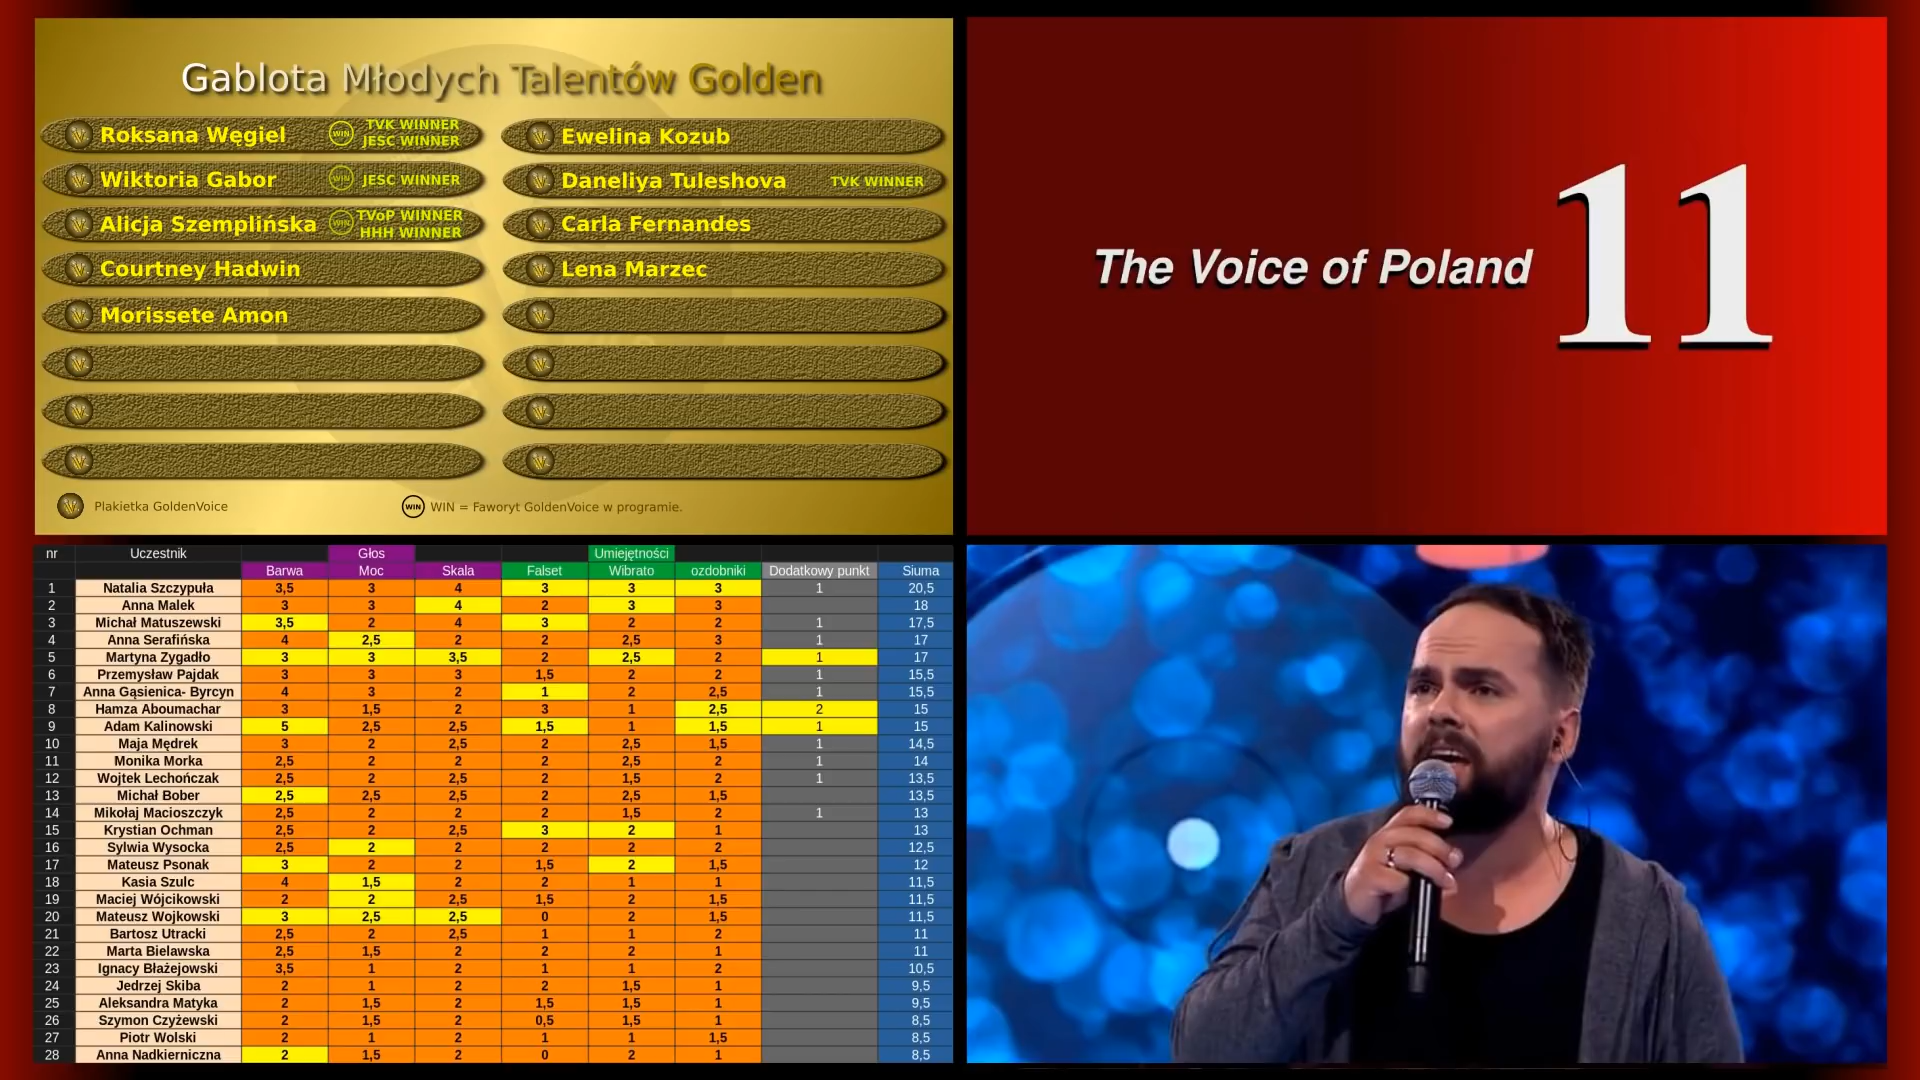 Gablota Młodych Talentów Golden
Roksana Węgiel WIN TVK WINNER JESC WINNER
Wiktoria Gabor WIN JESC WINNER
Alicja Szemplińska WIN TVoP WINNER HHH WINNER
Courtney Hadwin
Morissete Amon
Ewelina Kozub
Daneliya Tuleshova TVK WINNER
Carla Fernandes
Lena Marzec
Plakietka GoldenVoice
WIN WIN = Faworyt GoldenVoice w programie.
The Voice of Poland 11
nr Uczestnik Głos Umiejętności
Barwa Moc Skala Falset Wibrato ozdobniki Dodatkowy punkt Siuma
1 Natalia Szczypuła 3,5 3 4 3 3 3 1 20,5
2 Anna Malek 3 3 4 2 3 3 18
3 Michał Matuszewski 3,5 2 4 3 2 2 1 17,5
4 Anna Serafińska 4 2,5 2 2 2,5 3 1 17
5 Martyna Zygadło 3 3 3,5 2 2,5 2 1 17
6 Przemysław Pajdak 3 3 3 1,5 2 2 1 15,5
7 Anna Gąsienica- Byrcyn 4 3 2 1 2 2,5 1 15,5
8 Hamza Aboumachar 3 1,5 2 3 1 2,5 2 15
9 Adam Kalinowski 5 2,5 2,5 1,5 1 1,5 1 15
10 Maja Mędrek 3 2 2,5 2 2,5 1,5 1 14,5
11 Monika Morka 2,5 2 2 2 2,5 2 1 14
12 Wojtek Lechończak 2,5 2 2,5 2 1,5 2 1 13,5
13 Michał Bober 2,5 2,5 2,5 2 2,5 1,5 13,5
14 Mikołaj Macioszczyk 2,5 2 2 2 1,5 2 1 13
15 Krystian Ochman 2,5 2 2,5 3 2 1 13
16 Sylwia Wysocka 2,5 2 2 2 2 2 12,5
17 Mateusz Psonak 3 2 2 1,5 2 1,5 12
18 Kasia Szulc 4 1,5 2 2 1 1 11,5
19 Maciej Wójcikowski 2 2 2,5 1,5 2 1,5 11,5
20 Mateusz Wojkowski 3 2,5 2,5 0 2 1,5 11,5
21 Bartosz Utracki 2,5 2 2,5 1 1 2 11
22 Marta Bielawska 2,5 1,5 2 2 2 1 11
23 Ignacy Błażejowski 3,5 1 2 1 1 2 10,5
24 Jedrzej Skiba 2 1 2 2 1,5 1 9,5
25 Aleksandra Matyka 2 1,5 2 1,5 1,5 1 9,5
26 Szymon Czyżewski 2 1,5 2 0,5 1,5 1 8,5
27 Piotr Wolski 2 1 2 1 1 1,5 8,5
28 Anna Nadkierniczna 2 1,5 2 0 2 1 8,5